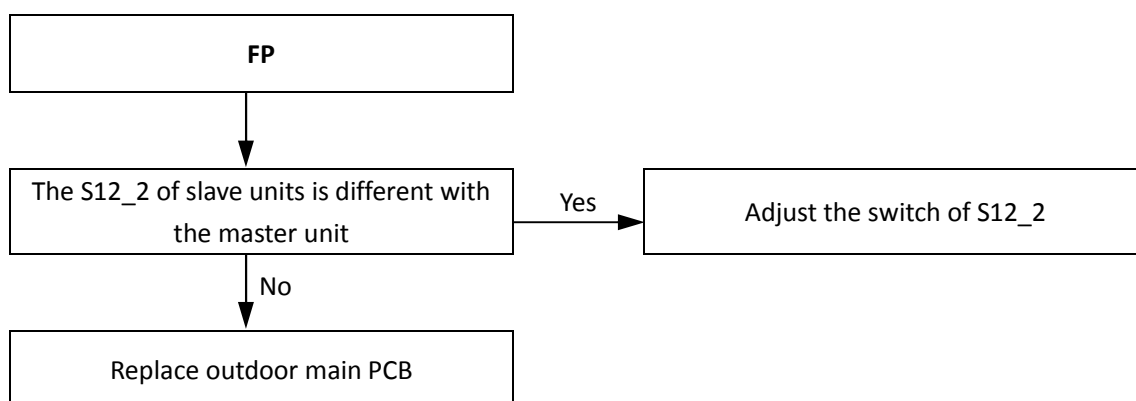 FP
The S12_2 of slave units is different with
the master unit
Yes
Adjust the switch of S12_2
No
Replace outdoor main PCB